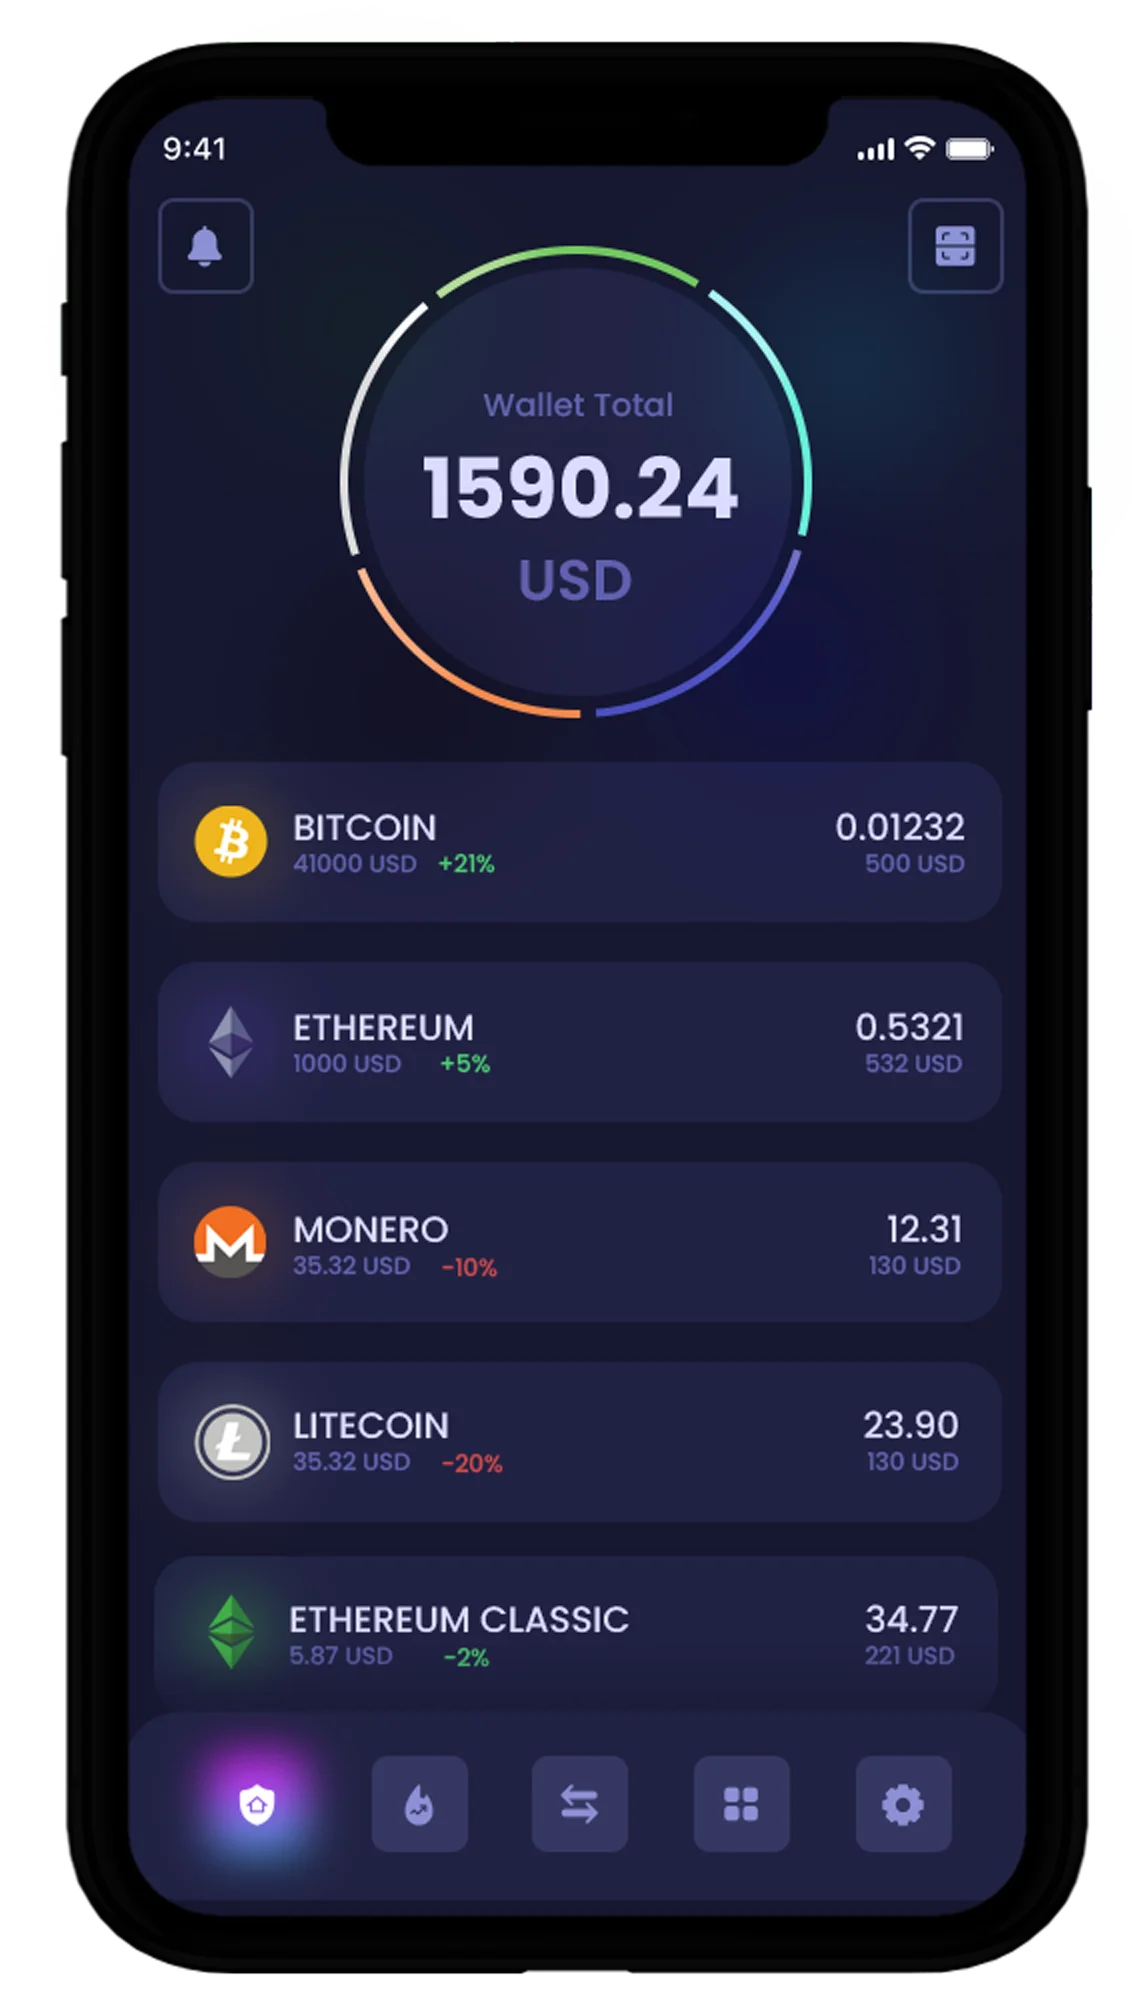 9:41
Wallet Total
1590.24
USD
BITCOIN 0.01232
41000 USD +21% 500 USD
ETHEREUM 0.5321
1000 USD +5% 532 USD
MONERO 12.31
35.32 USD -10% 130 USD
LITECOIN 23.90
35.32 USD -20% 130 USD
ETHEREUM CLASSIC 34.77
5.87 USD -2% 221 USD